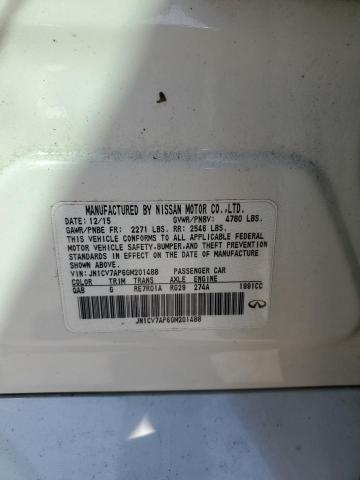 MANUFACTURED BY NISSAN MOTOR CO.,LTD.
DATE: 12/15 GVWR/PNBV: 4780 LBS.
GAWR/PNBE FR: 2271 LBS. RR: 2546 LBS.
THIS VEHICLE CONFORMS TO ALL APPLICABLE FEDERAL
MOTOR VEHICLE SAFETY,BUMPER,AND THEFT PREVENTION
STANDARDS IN EFFECT ON THE DATE OF MANUFACTURE
SHOWN ABOVE.
VIN: JN1CV7AP6GM201488 PASSENGER CAR
COLOR TRIM TRANS AXLE ENGINE
QAB G RE7R01A RG29 274A 1991CC
JN1CV7AP6GM201488